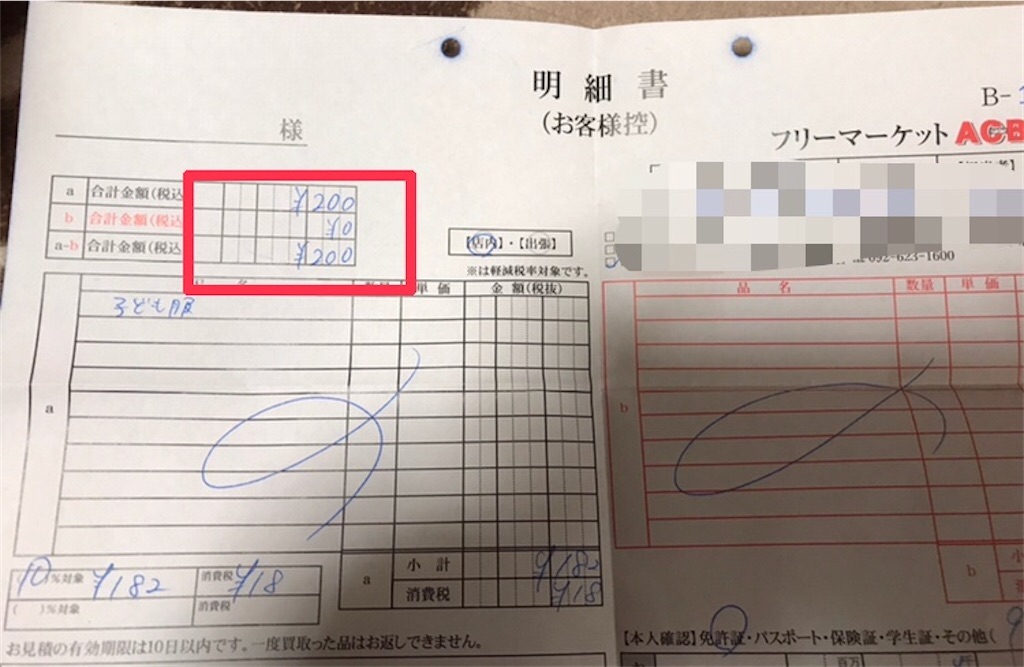 明細書
(お客様控)
B-
様
フリーマーケット ACB
a 合計金額(税込 ¥200
b 合計金額(税込 ¥0
a-b 合計金額(税込 ¥200
【店内】・【出張】
※は軽減税率対象です。
092-623-1600
単価 金額(税抜)
品名 数量 単価
子ども服
a
b
小計 ¥182
a
消費税 ¥18
b
小
(10)%対象 ¥182 消費税 ¥18
( )%対象 消費税
お見積の有効期限は10日以内です。一度買取った品はお返しできません。
【本人確認】免許証・パスポート・保険証・学生証・その他(